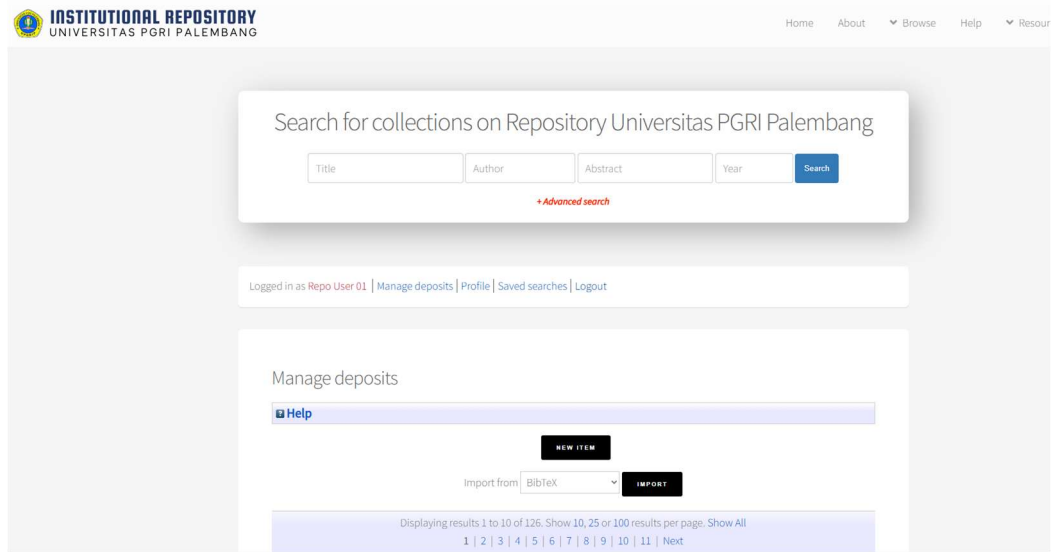 INSTITUTIONAL REPOSITORY
UNIVERSITAS PGRI PALEMBANG
Home About Browse Help Resour
Search for collections on Repository Universitas PGRI Palembang
Title Author Abstract Year Search
+ Advanced search
Logged in as Repo User 01 | Manage deposits | Profile | Saved searches | Logout
Manage deposits
Help
NEW ITEM
Import from BibTeX IMPORT
Displaying results 1 to 10 of 126. Show 10, 25 or 100 results per page. Show All
1 | 2 | 3 | 4 | 5 | 6 | 7 | 8 | 9 | 10 | 11 | Next